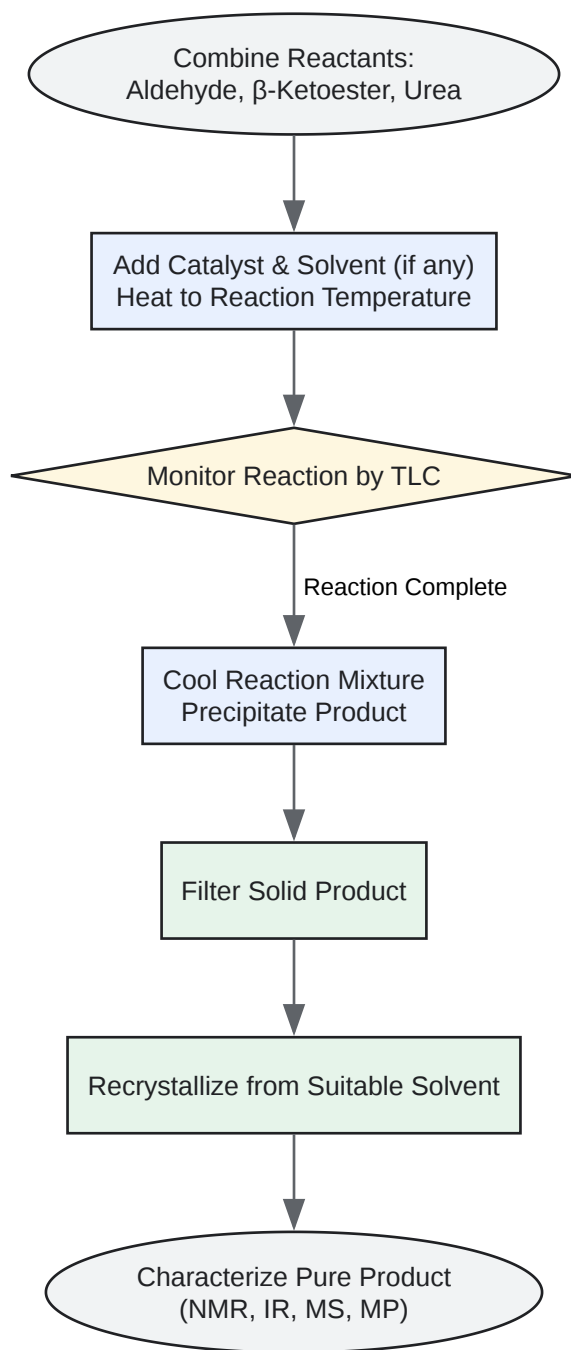 Combine Reactants:
Aldehyde, β-Ketoester, Urea
Add Catalyst & Solvent (if any)
Heat to Reaction Temperature
Monitor Reaction by TLC
Reaction Complete
Cool Reaction Mixture
Precipitate Product
Filter Solid Product
Recrystallize from Suitable Solvent
Characterize Pure Product
(NMR, IR, MS, MP)